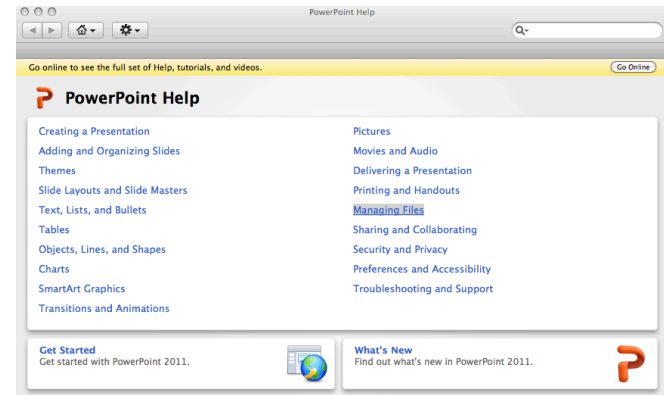 PowerPoint Help
Go online to see the full set of Help, tutorials, and videos.
Go Online
PowerPoint Help
Creating a Presentation
Adding and Organizing Slides
Themes
Slide Layouts and Slide Masters
Text, Lists, and Bullets
Tables
Objects, Lines, and Shapes
Charts
SmartArt Graphics
Transitions and Animations
Pictures
Movies and Audio
Delivering a Presentation
Printing and Handouts
Managing Files
Sharing and Collaborating
Security and Privacy
Preferences and Accessibility
Troubleshooting and Support
Get Started
Get started with PowerPoint 2011.
What's New
Find out what's new in PowerPoint 2011.